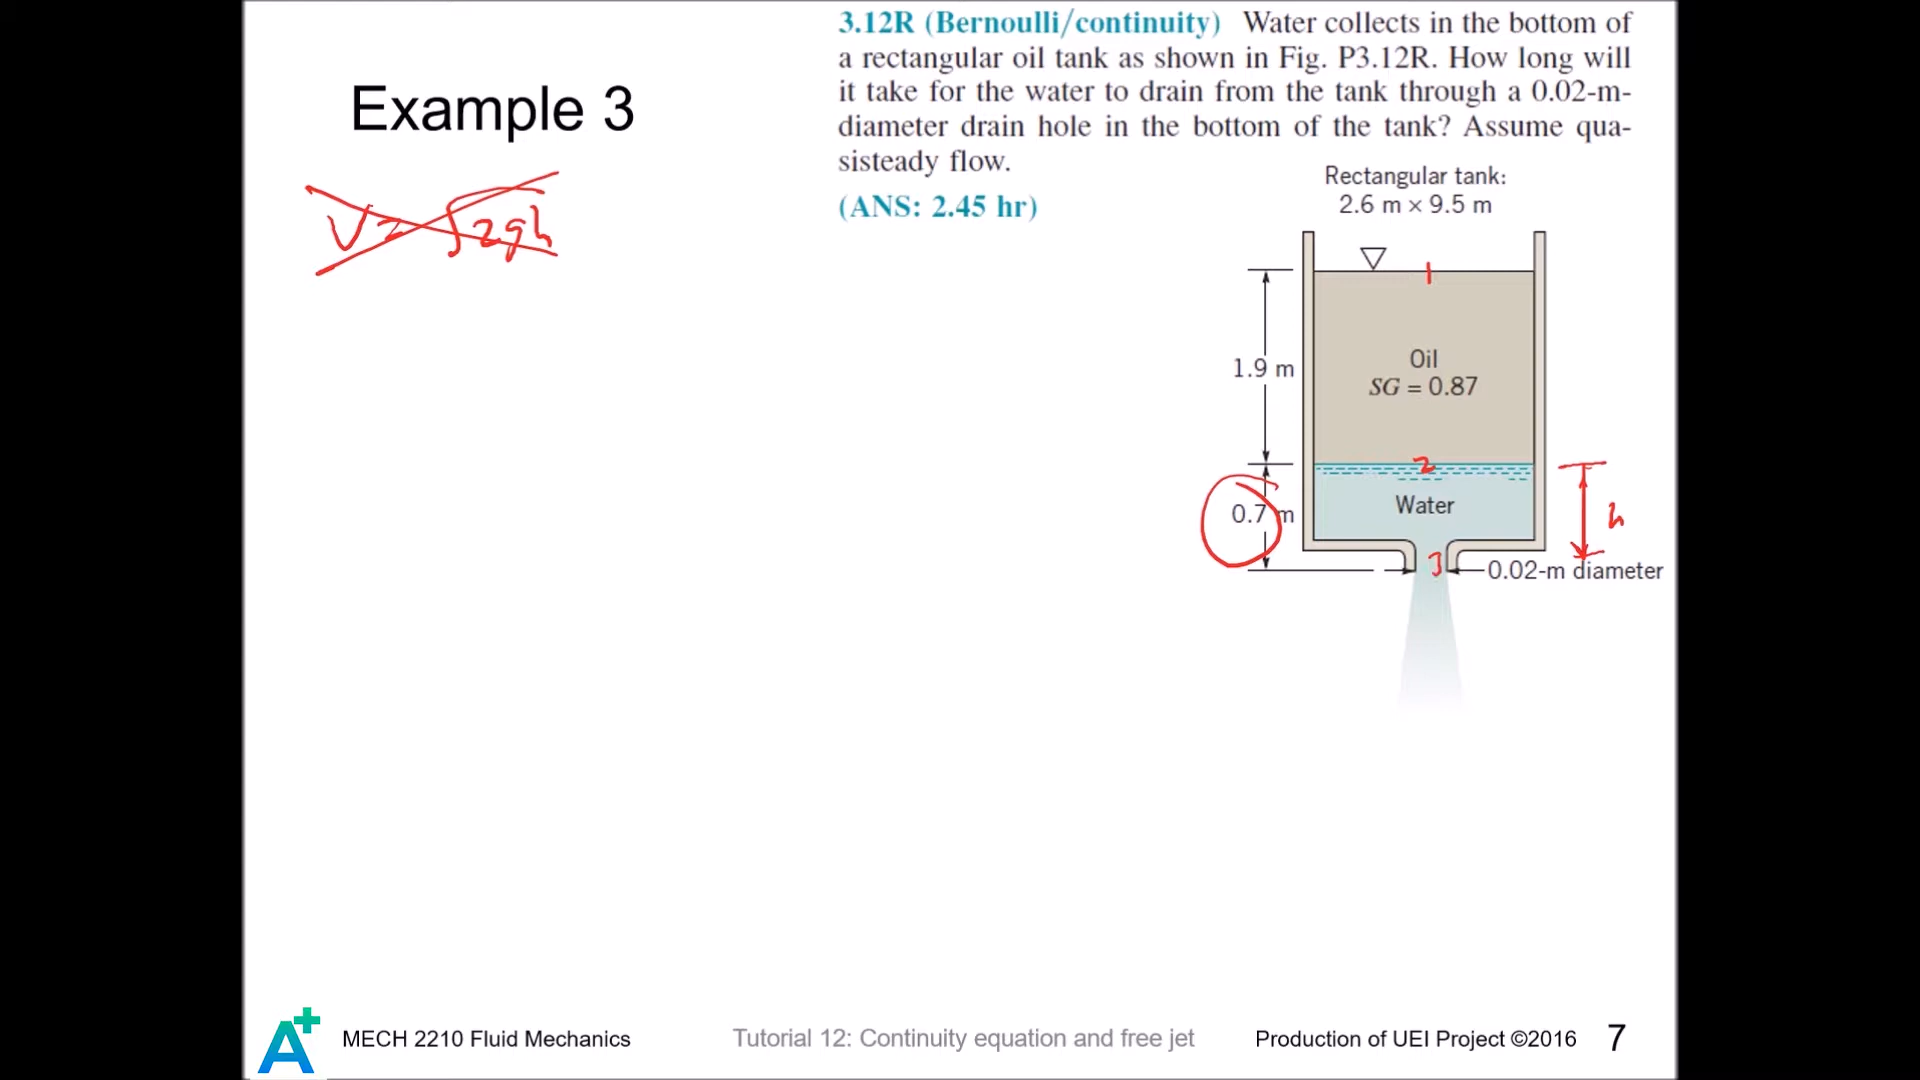 Example 3
V = √2gh
3.12R (Bernoulli/continuity) Water collects in the bottom of
a rectangular oil tank as shown in Fig. P3.12R. How long will
it take for the water to drain from the tank through a 0.02-m-
diameter drain hole in the bottom of the tank? Assume qua-
sisteady flow.
(ANS: 2.45 hr)
Rectangular tank:
2.6 m × 9.5 m
1
Oil
SG = 0.87
1.9 m
2
Water
0.7 m
h
3
0.02-m diameter
A+
MECH 2210 Fluid Mechanics
Tutorial 12: Continuity equation and free jet
Production of UEI Project ©2016
7